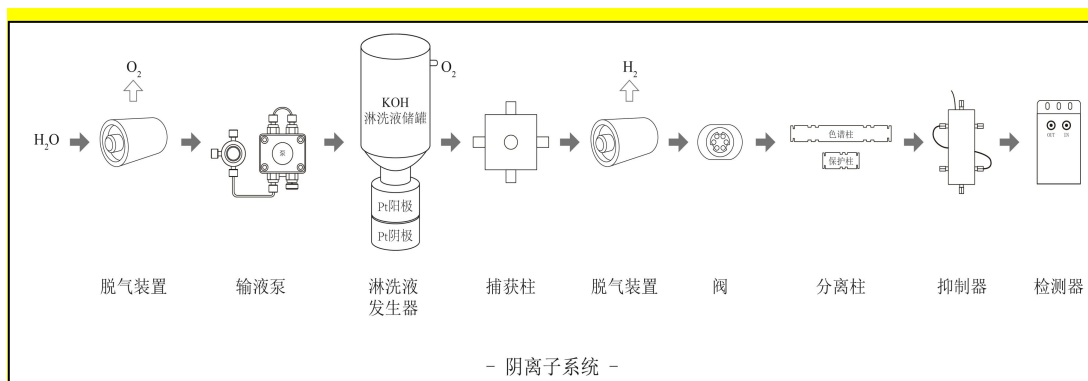 H₂O
O₂
泵
KOH
淋洗液储罐
O₂
Pt阳极
Pt阴极
H₂
色谱柱
保护柱
OUT IN
脱气装置 输液泵 淋洗液 捕获柱 脱气装置 阀 分离柱 抑制器 检测器
发生器
- 阴离子系统 -